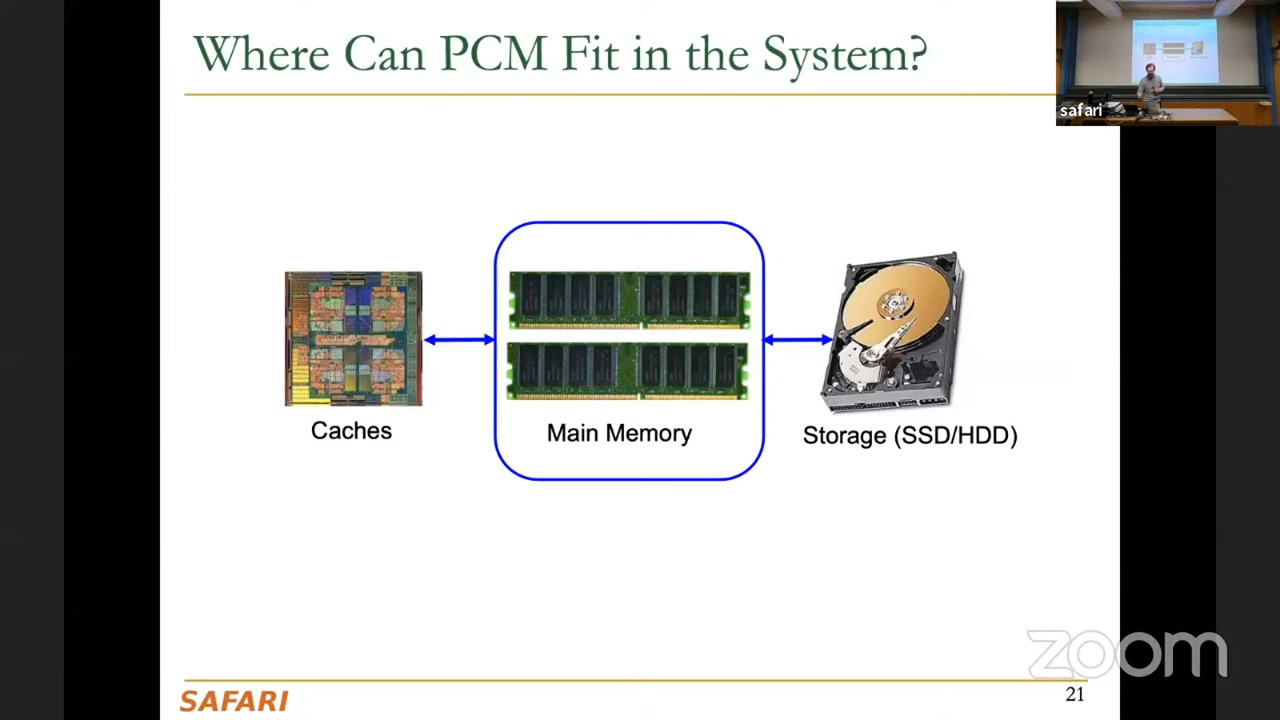 Where Can PCM Fit in the System?
safari
Caches
Main Memory
Storage (SSD/HDD)
zoom
SAFARI
21